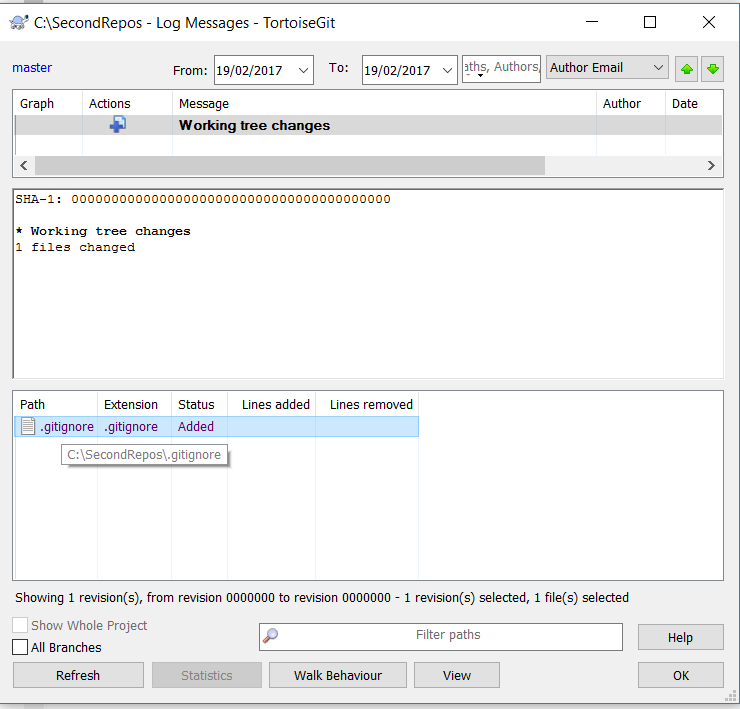 C:\SecondRepos - Log Messages - TortoiseGit
master From: 19/02/2017 To: 19/02/2017 aths, Authors, Author Email
Graph Actions Message Author Date
Working tree changes
SHA-1: 0000000000000000000000000000000000000000
* Working tree changes
1 files changed
Path Extension Status Lines added Lines removed
.gitignore .gitignore Added
C:\SecondRepos\.gitignore
Showing 1 revision(s), from revision 0000000 to revision 0000000 - 1 revision(s) selected, 1 file(s) selected
Show Whole Project
All Branches
Filter paths
Help
Refresh Statistics Walk Behaviour View OK